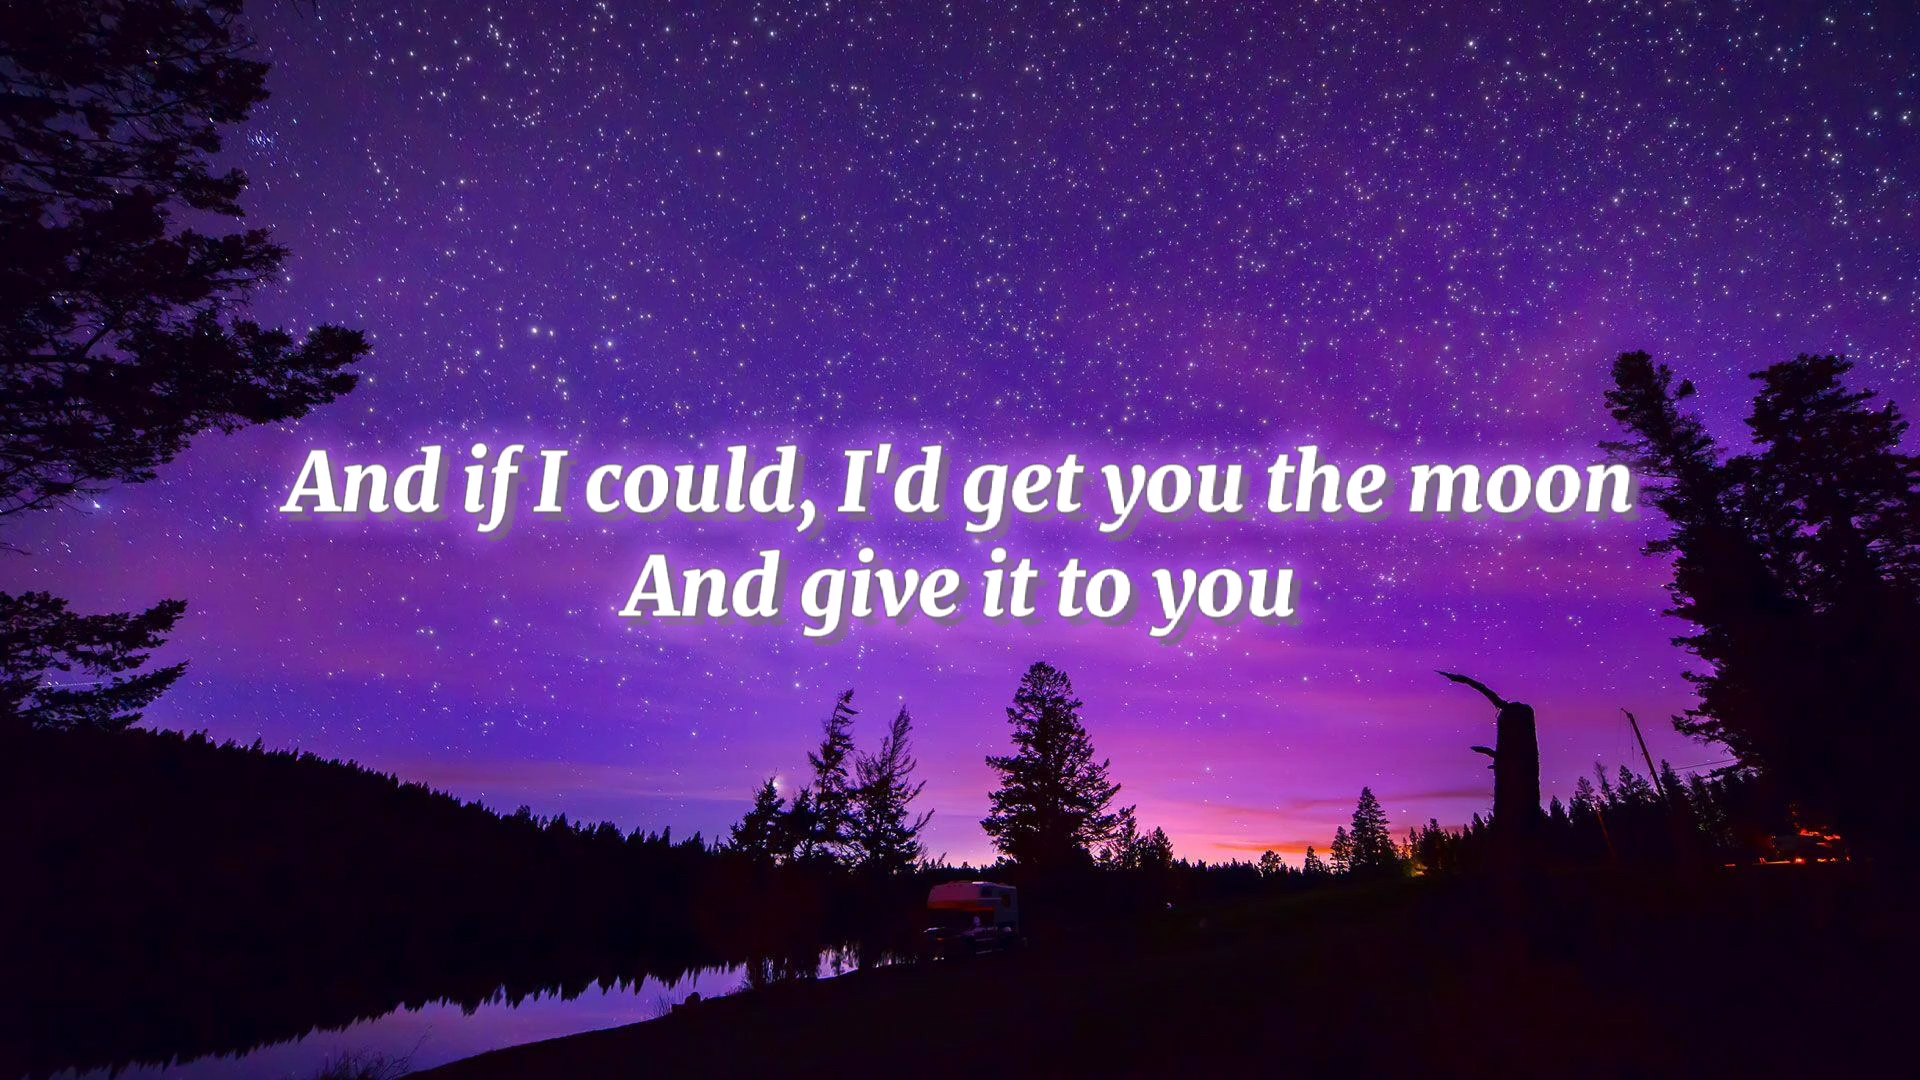 And if I could, I'd get you the moon
And give it to you